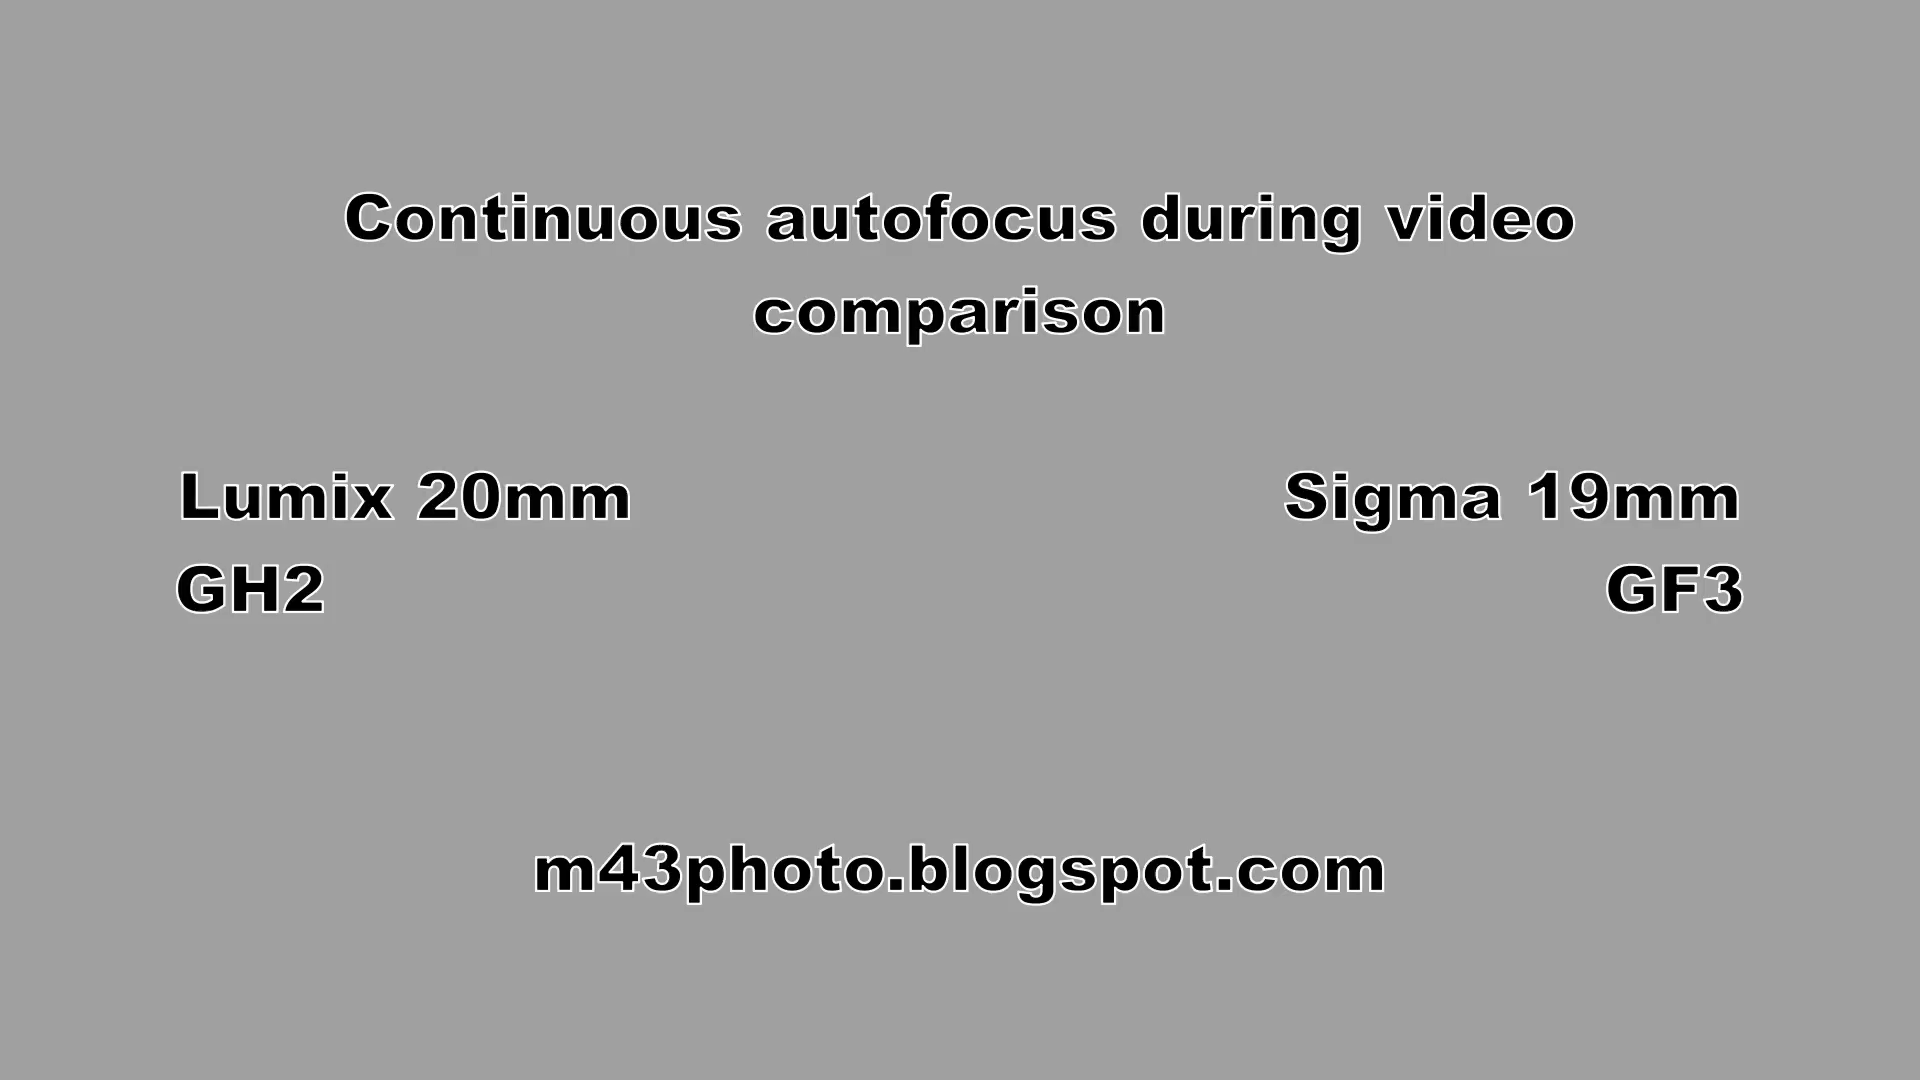 Continuous autofocus during video
comparison
Lumix 20mm
Sigma 19mm
GH2
GF3
m43photo.blogspot.com